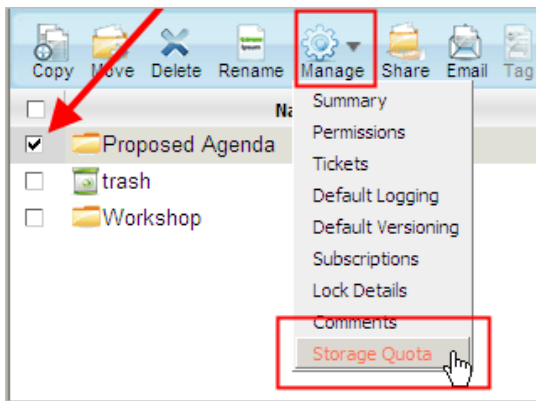 Copy Move Delete Rename Manage Share Email Tag
Na
Proposed Agenda
trash
Workshop
Summary
Permissions
Tickets
Default Logging
Default Versioning
Subscriptions
Lock Details
Comments
Storage Quota